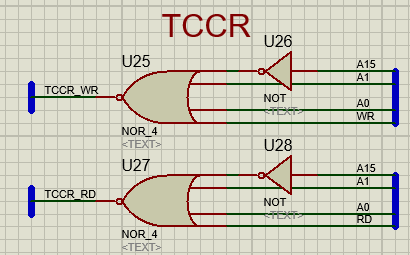 TCCR
U26
U25
A15
A1
TCCR_WR
NOT
A0
<TEXT>
WR
NOR_4
<TEXT>
U28
U27
A15
A1
TCCR_RD
NOT
A0
<TEXT>
RD
NOR_4
<TEXT>